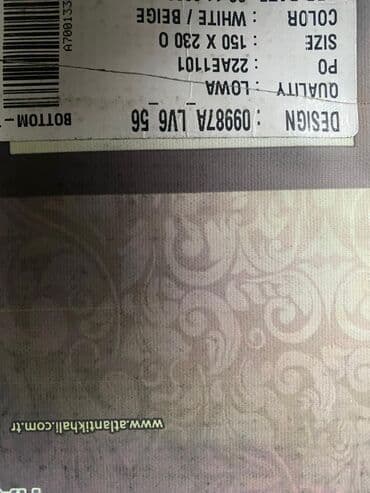 DESIGN : 09987A_LV6_56
QUALITY : LOWA
PO : 22AE1101
SIZE : 150 X 230 O
COLOR : WHITE / BEIGE
BOTTOM -
A700133
www.atlantikhali.com.tr